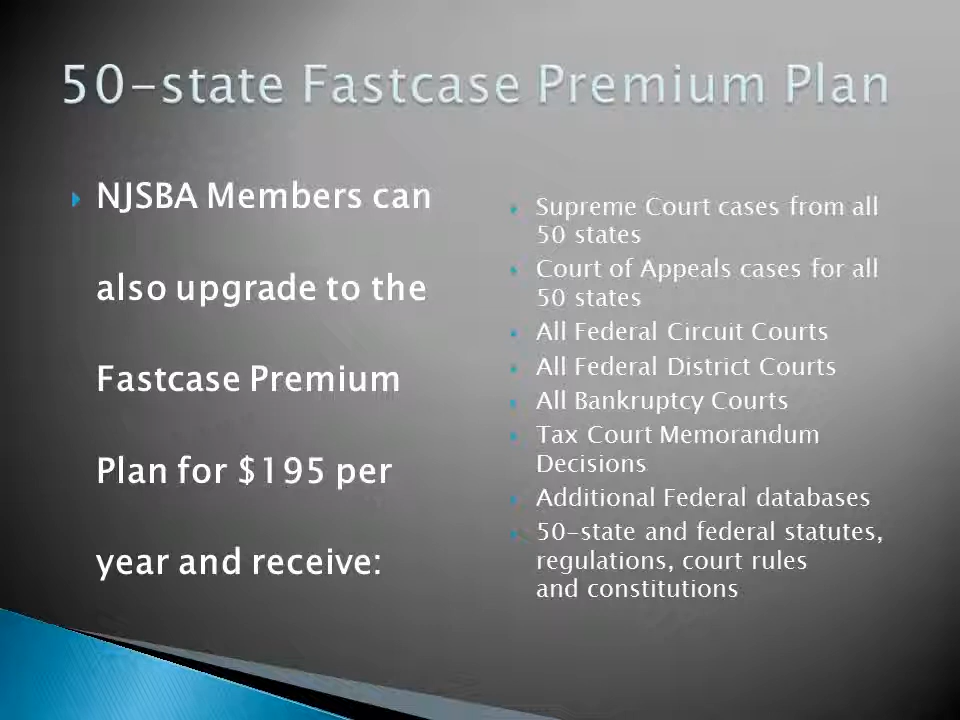 50-state Fastcase Premium Plan
NJSBA Members can
also upgrade to the
Fastcase Premium
Plan for $195 per
year and receive:
Supreme Court cases from all
50 states
Court of Appeals cases for all
50 states
All Federal Circuit Courts
All Federal District Courts
All Bankruptcy Courts
Tax Court Memorandum
Decisions
Additional Federal databases
50-state and federal statutes,
regulations, court rules
and constitutions